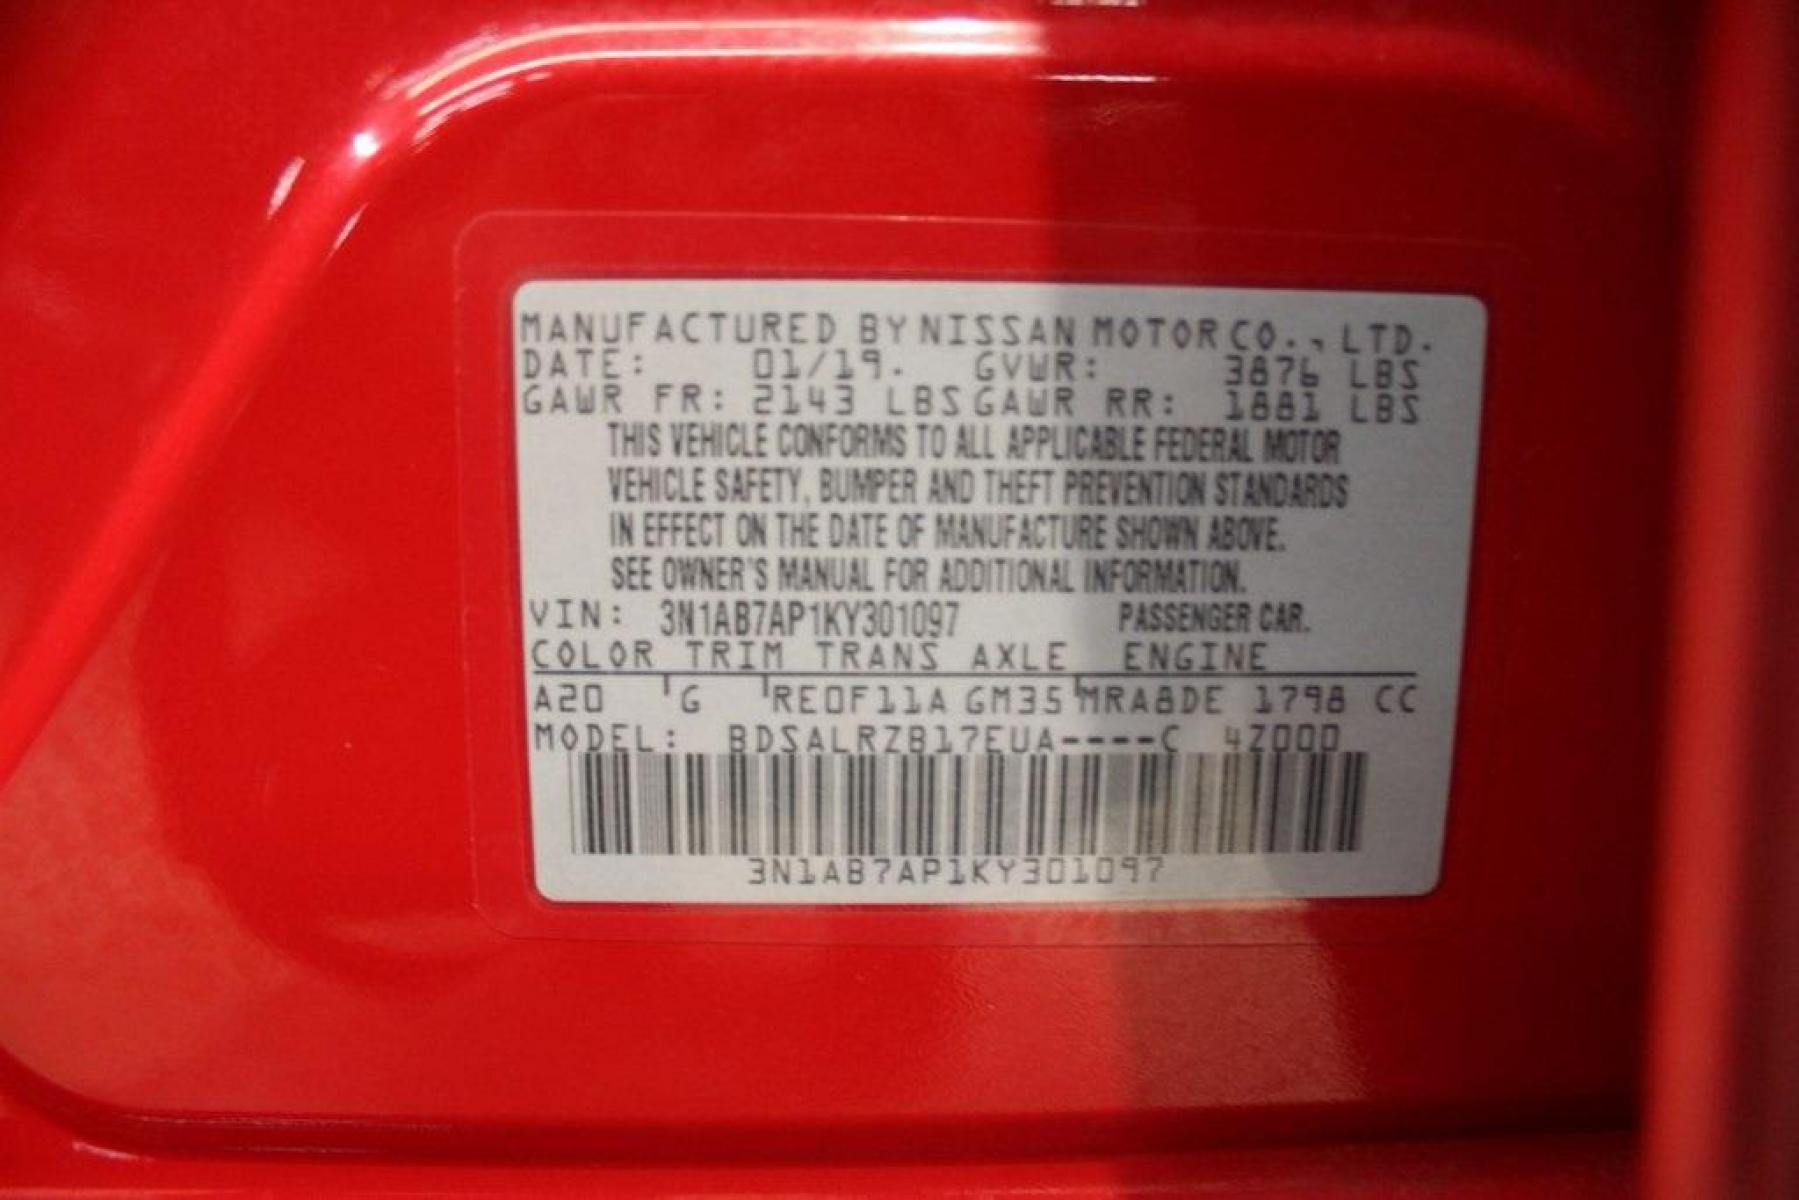 MANUFACTURED BY NISSAN MOTOR CO., LTD.
DATE: 01/19. GVWR: 3876 LBS
GAWR FR: 2143 LBS GAWR RR: 1881 LBS
THIS VEHICLE CONFORMS TO ALL APPLICABLE FEDERAL MOTOR
VEHICLE SAFETY, BUMPER AND THEFT PREVENTION STANDARDS
IN EFFECT ON THE DATE OF MANUFACTURE SHOWN ABOVE.
SEE OWNER'S MANUAL FOR ADDITIONAL INFORMATION.
VIN: 3N1AB7AP1KY301097 PASSENGER CAR.
COLOR TRIM TRANS AXLE ENGINE
A20 G RE0F11A GM35 MRA8DE 1798 CC
MODEL: BDSALRZB17EUA----C 4Z000
3N1AB7AP1KY301097